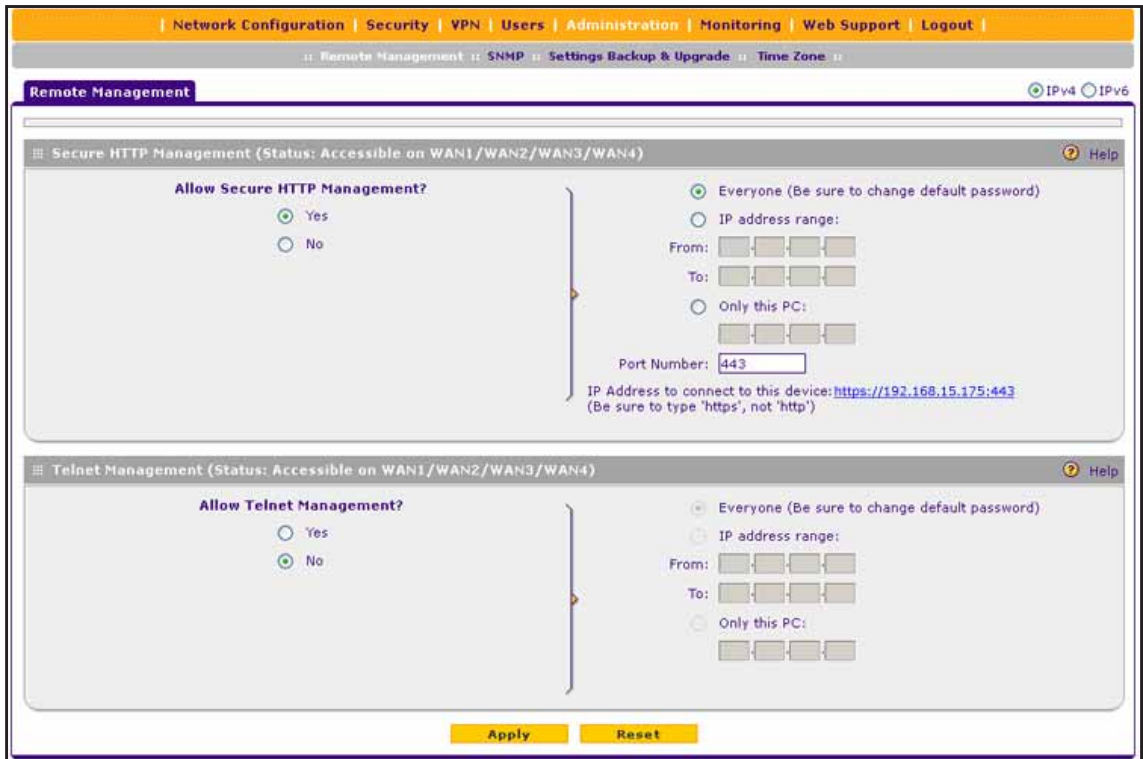 | Network Configuration | Security | VPN | Users | Administration | Monitoring | Web Support | Logout |
:: Remote Management :: SNMP :: Settings Backup & Upgrade :: Time Zone ::
Remote Management
IPv4 IPv6
Secure HTTP Management (Status: Accessible on WAN1/WAN2/WAN3/WAN4)
Help
Allow Secure HTTP Management?
Yes
No
Everyone (Be sure to change default password)
IP address range:
From:
To:
Only this PC:
Port Number: 443
IP Address to connect to this device:https://192.168.15.175:443
(Be sure to type 'https', not 'http')
Telnet Management (Status: Accessible on WAN1/WAN2/WAN3/WAN4)
Help
Allow Telnet Management?
Yes
No
Everyone (Be sure to change default password)
IP address range:
From:
To:
Only this PC:
Apply
Reset